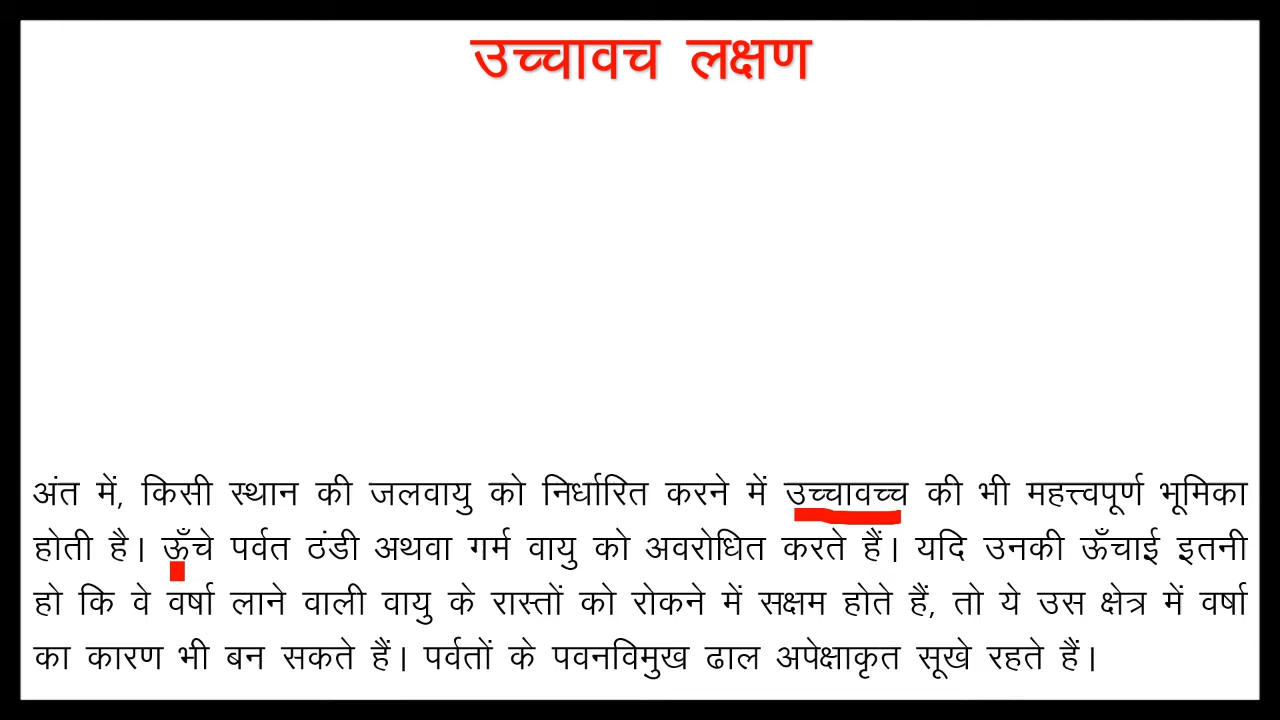 उच्चावच लक्षण
अंत में, किसी स्थान की जलवायु को निर्धारित करने में उच्चावच्च की भी महत्त्वपूर्ण भूमिका
होती है। ऊँचे पर्वत ठंडी अथवा गर्म वायु को अवरोधित करते हैं। यदि उनकी ऊँचाई इतनी
हो कि वे वर्षा लाने वाली वायु के रास्तों को रोकने में सक्षम होते हैं, तो ये उस क्षेत्र में वर्षा
का कारण भी बन सकते हैं। पर्वतों के पवनविमुख ढाल अपेक्षाकृत सूखे रहते हैं।